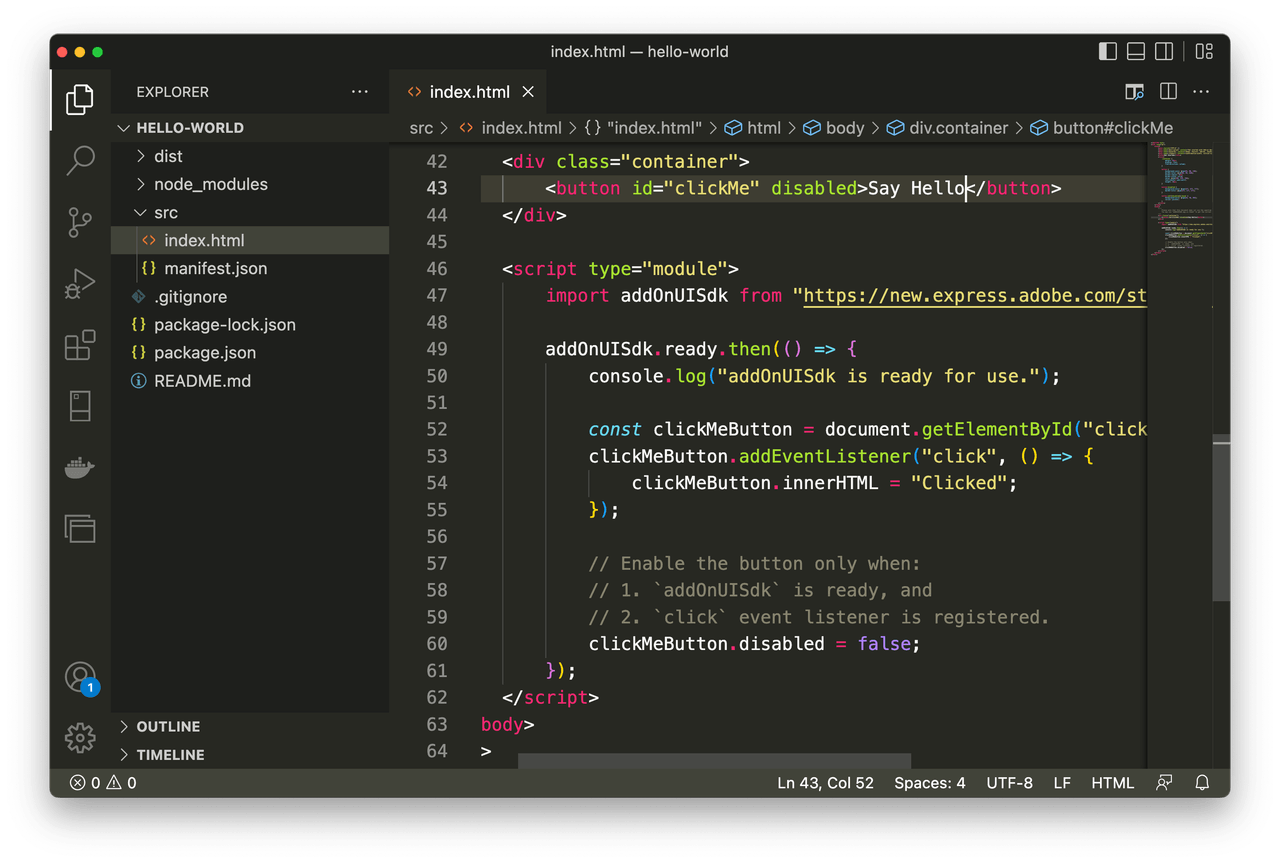 index.html — hello-world
EXPLORER
index.html
HELLO-WORLD
dist
node_modules
src
index.html
manifest.json
.gitignore
package-lock.json
package.json
README.md
OUTLINE
TIMELINE
1
src > index.html > {} "index.html" > html > body > div.container > button#clickMe
42 <div class="container">
43 <button id="clickMe" disabled>Say Hello</button>
44 </div>
45
46 <script type="module">
47 import addOnUISdk from "https://new.express.adobe.com/st
48
49 addOnUISdk.ready.then(() => {
50 console.log("addOnUISdk is ready for use.");
51
52 const clickMeButton = document.getElementById("click
53 clickMeButton.addEventListener("click", () => {
54 clickMeButton.innerHTML = "Clicked";
55 });
56
57 // Enable the button only when:
58 // 1. `addOnUISdk` is ready, and
59 // 2. `click` event listener is registered.
60 clickMeButton.disabled = false;
61 });
62 </script>
63 body>
64 >
0 0
Ln 43, Col 52 Spaces: 4 UTF-8 LF HTML